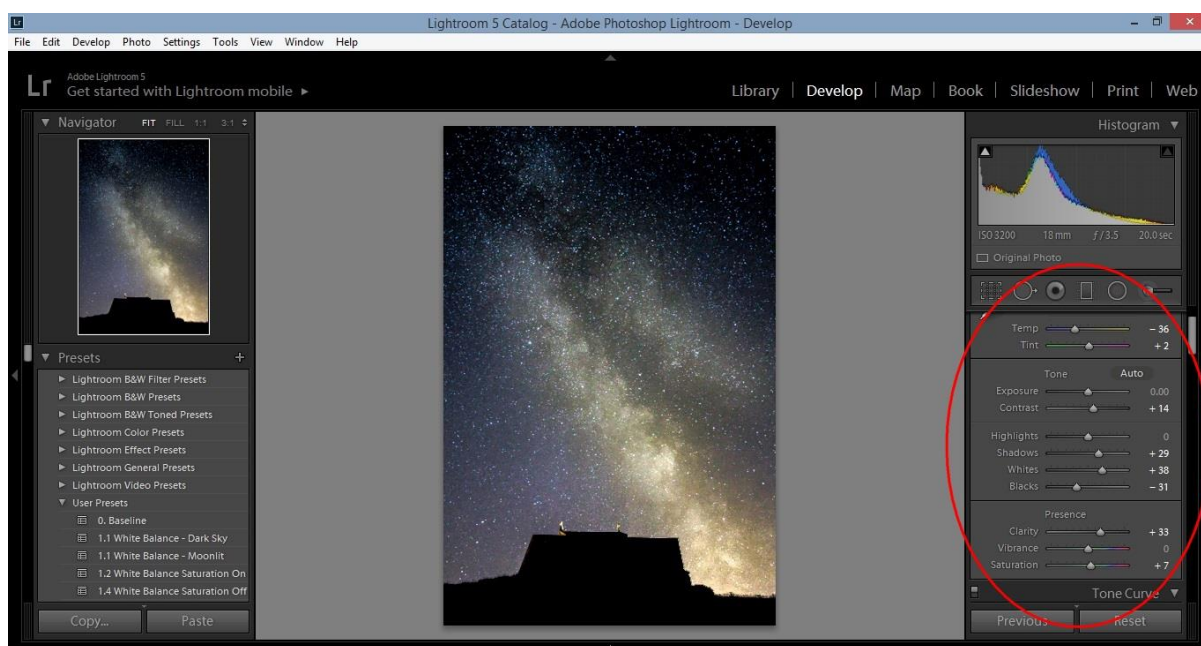 Lr
Lightroom 5 Catalog - Adobe Photoshop Lightroom - Develop
File Edit Develop Photo Settings Tools View Window Help
Lr
Adobe Lightroom 5
Get started with Lightroom mobile
Library | Develop | Map | Book | Slideshow | Print | Web
Navigator FIT FILL 1:1 3:1
Presets +
Lightroom B&W Filter Presets
Lightroom B&W Presets
Lightroom B&W Toned Presets
Lightroom Color Presets
Lightroom Effect Presets
Lightroom General Presets
Lightroom Video Presets
User Presets
0. Baseline
1.1 White Balance - Dark Sky
1.1 White Balance - Moonlit
1.2 White Balance Saturation On
1.4 White Balance Saturation Off
Copy... Paste
Histogram
ISO 3200 18 mm f/3.5 20.0 sec
Original Photo
Temp - 36
Tint + 2
Tone Auto
Exposure 0.00
Contrast + 14
Highlights 0
Shadows + 29
Whites + 38
Blacks - 31
Presence
Clarity + 33
Vibrance 0
Saturation + 7
Tone Curve
Previous Reset